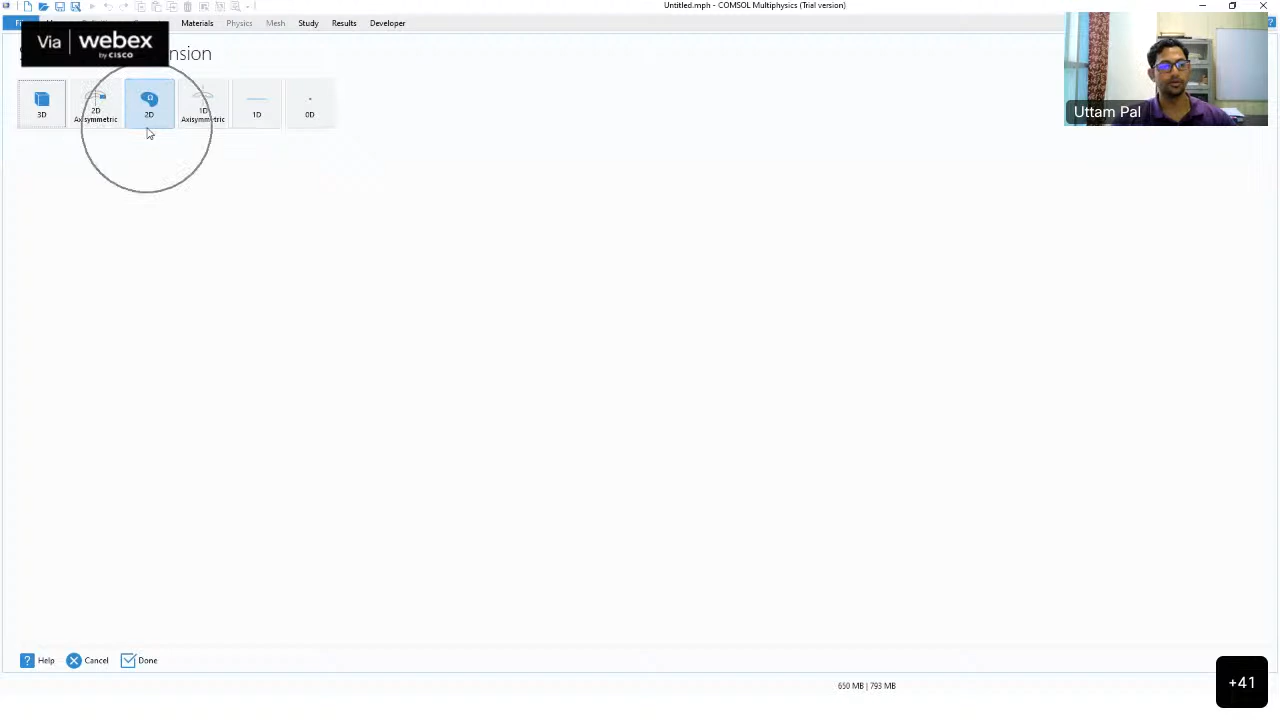 Untitled.mph - COMSOL Multiphysics (Trial version)
Materials Physics Mesh Study Results Developer
Via webex
by CISCO
nsion
3D
2D Axisymmetric
2D
1D Axisymmetric
1D
0D
Uttam Pal
? Help Cancel Done
650 MB | 793 MB
+41